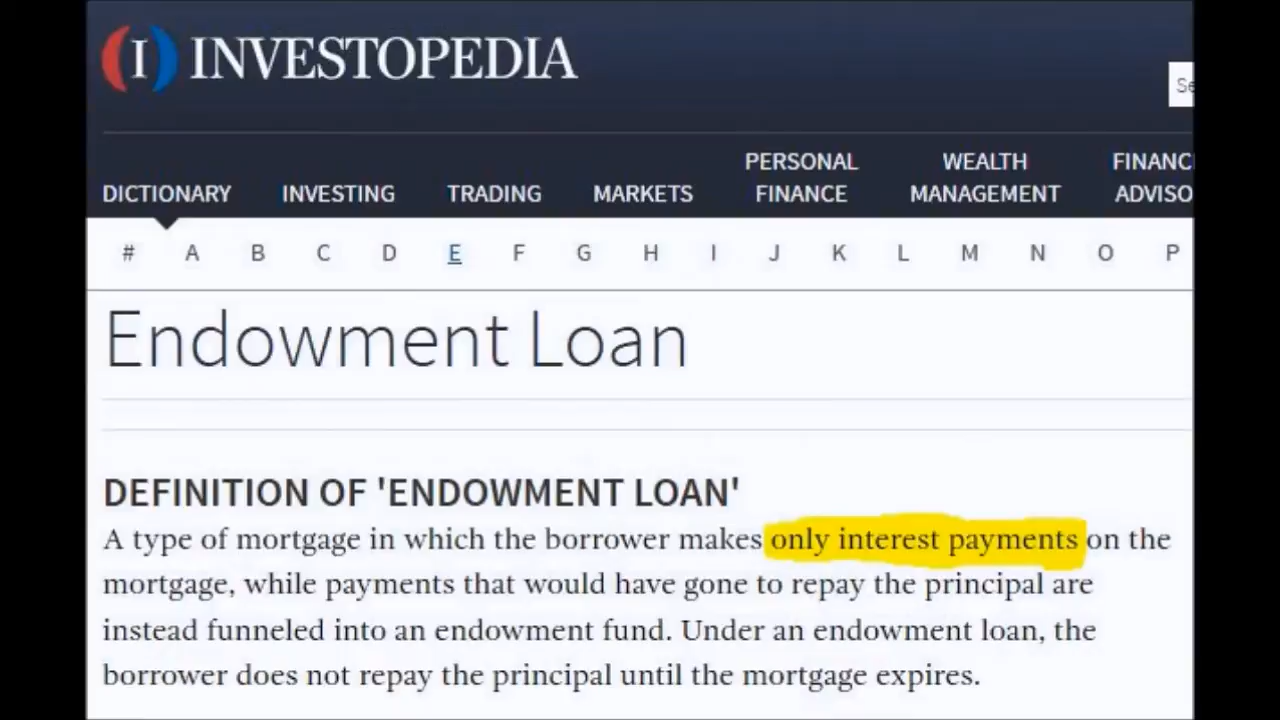 (I) INVESTOPEDIA
Se
PERSONAL WEALTH FINANC
DICTIONARY INVESTING TRADING MARKETS FINANCE MANAGEMENT ADVISO
# A B C D E F G H I J K L M N O P
Endowment Loan
DEFINITION OF 'ENDOWMENT LOAN'
A type of mortgage in which the borrower makes only interest payments on the
mortgage, while payments that would have gone to repay the principal are
instead funneled into an endowment fund. Under an endowment loan, the
borrower does not repay the principal until the mortgage expires.